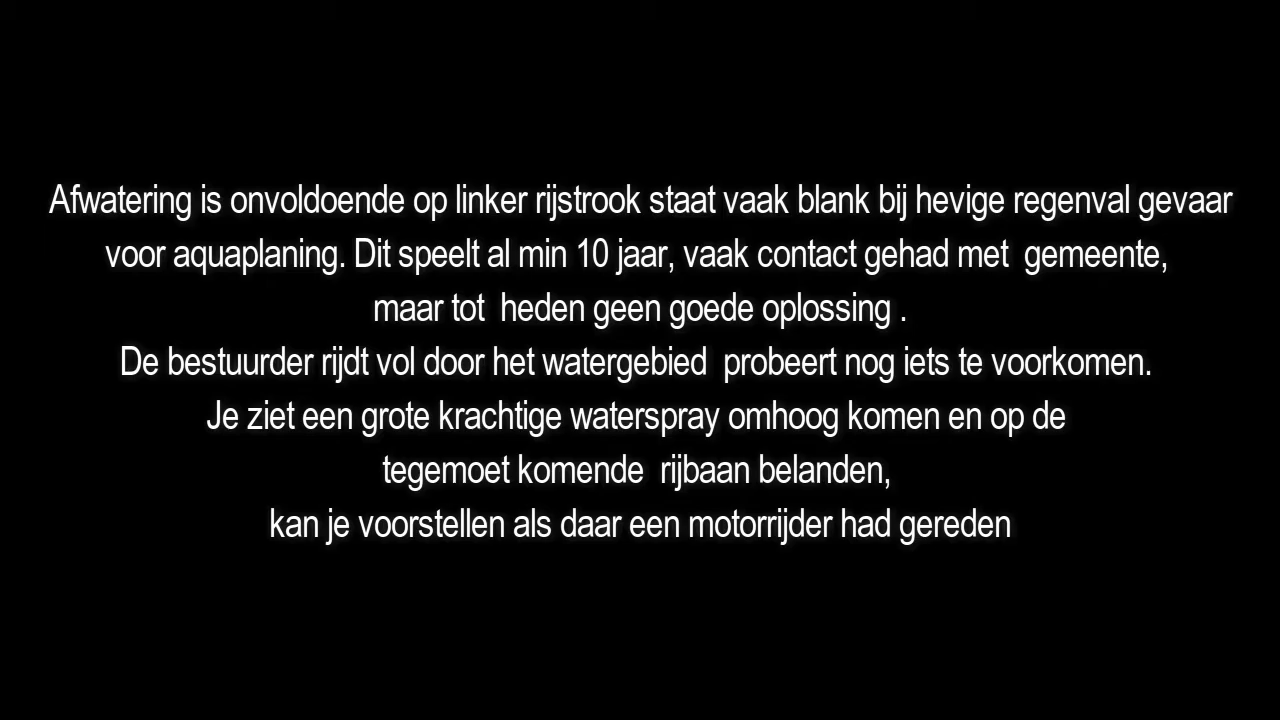 Afwatering is onvoldoende op linker rijstrook staat vaak blank bij hevige regenval gevaar
voor aquaplaning. Dit speelt al min 10 jaar, vaak contact gehad met  gemeente,
maar tot  heden geen goede oplossing .
De bestuurder rijdt vol door het watergebied  probeert nog iets te voorkomen.
Je ziet een grote krachtige waterspray omhoog komen en op de
tegemoet komende  rijbaan belanden,
kan je voorstellen als daar een motorrijder had gereden